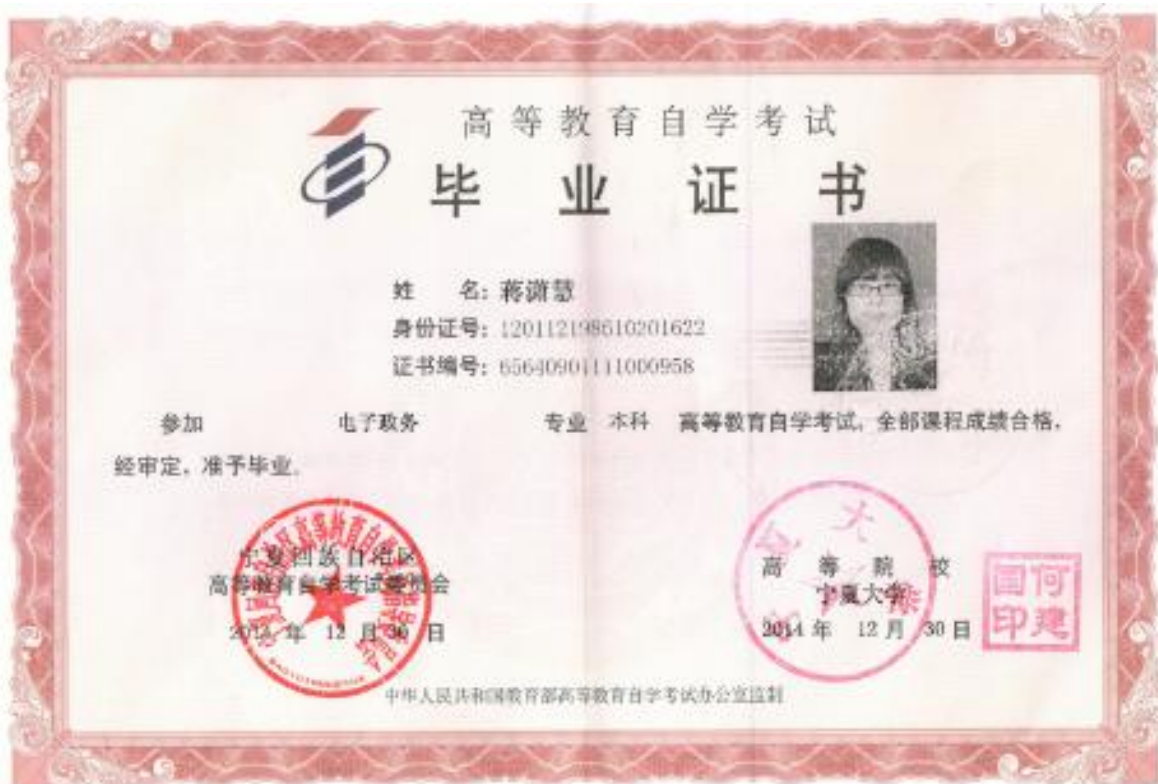 高等教育自学考试
毕业证书
姓 名：蒋潇慧
身份证号：120112198610201622
证书编号：65640901111000958
参加 电子政务 专业 本科 高等教育自学考试，全部课程成绩合格，
经审定，准予毕业。
宁夏回族自治区
高等教育自学考试委员会
12 月 30 日
高等院校
宁夏大学
2014 年 12 月 30 日
何建国印
中华人民共和国教育部高等教育自学考试办公室监制